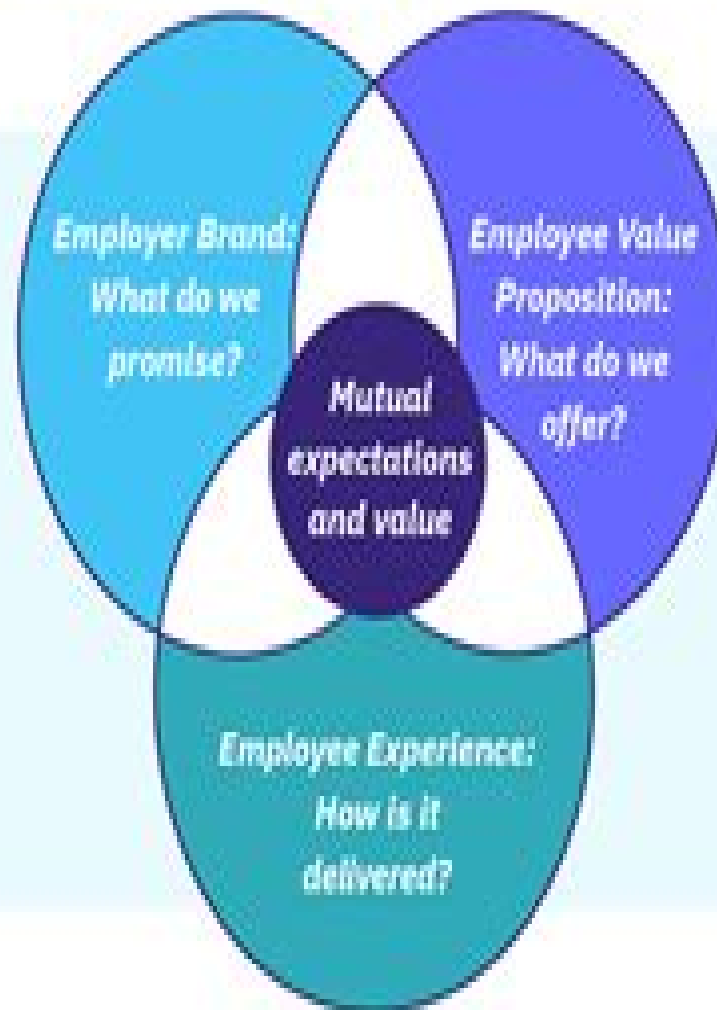 Employer Brand:
What do we
promise?
Employee Value
Proposition:
What do we
offer?
Mutual
expectations
and value
Employee Experience:
How is it
delivered?